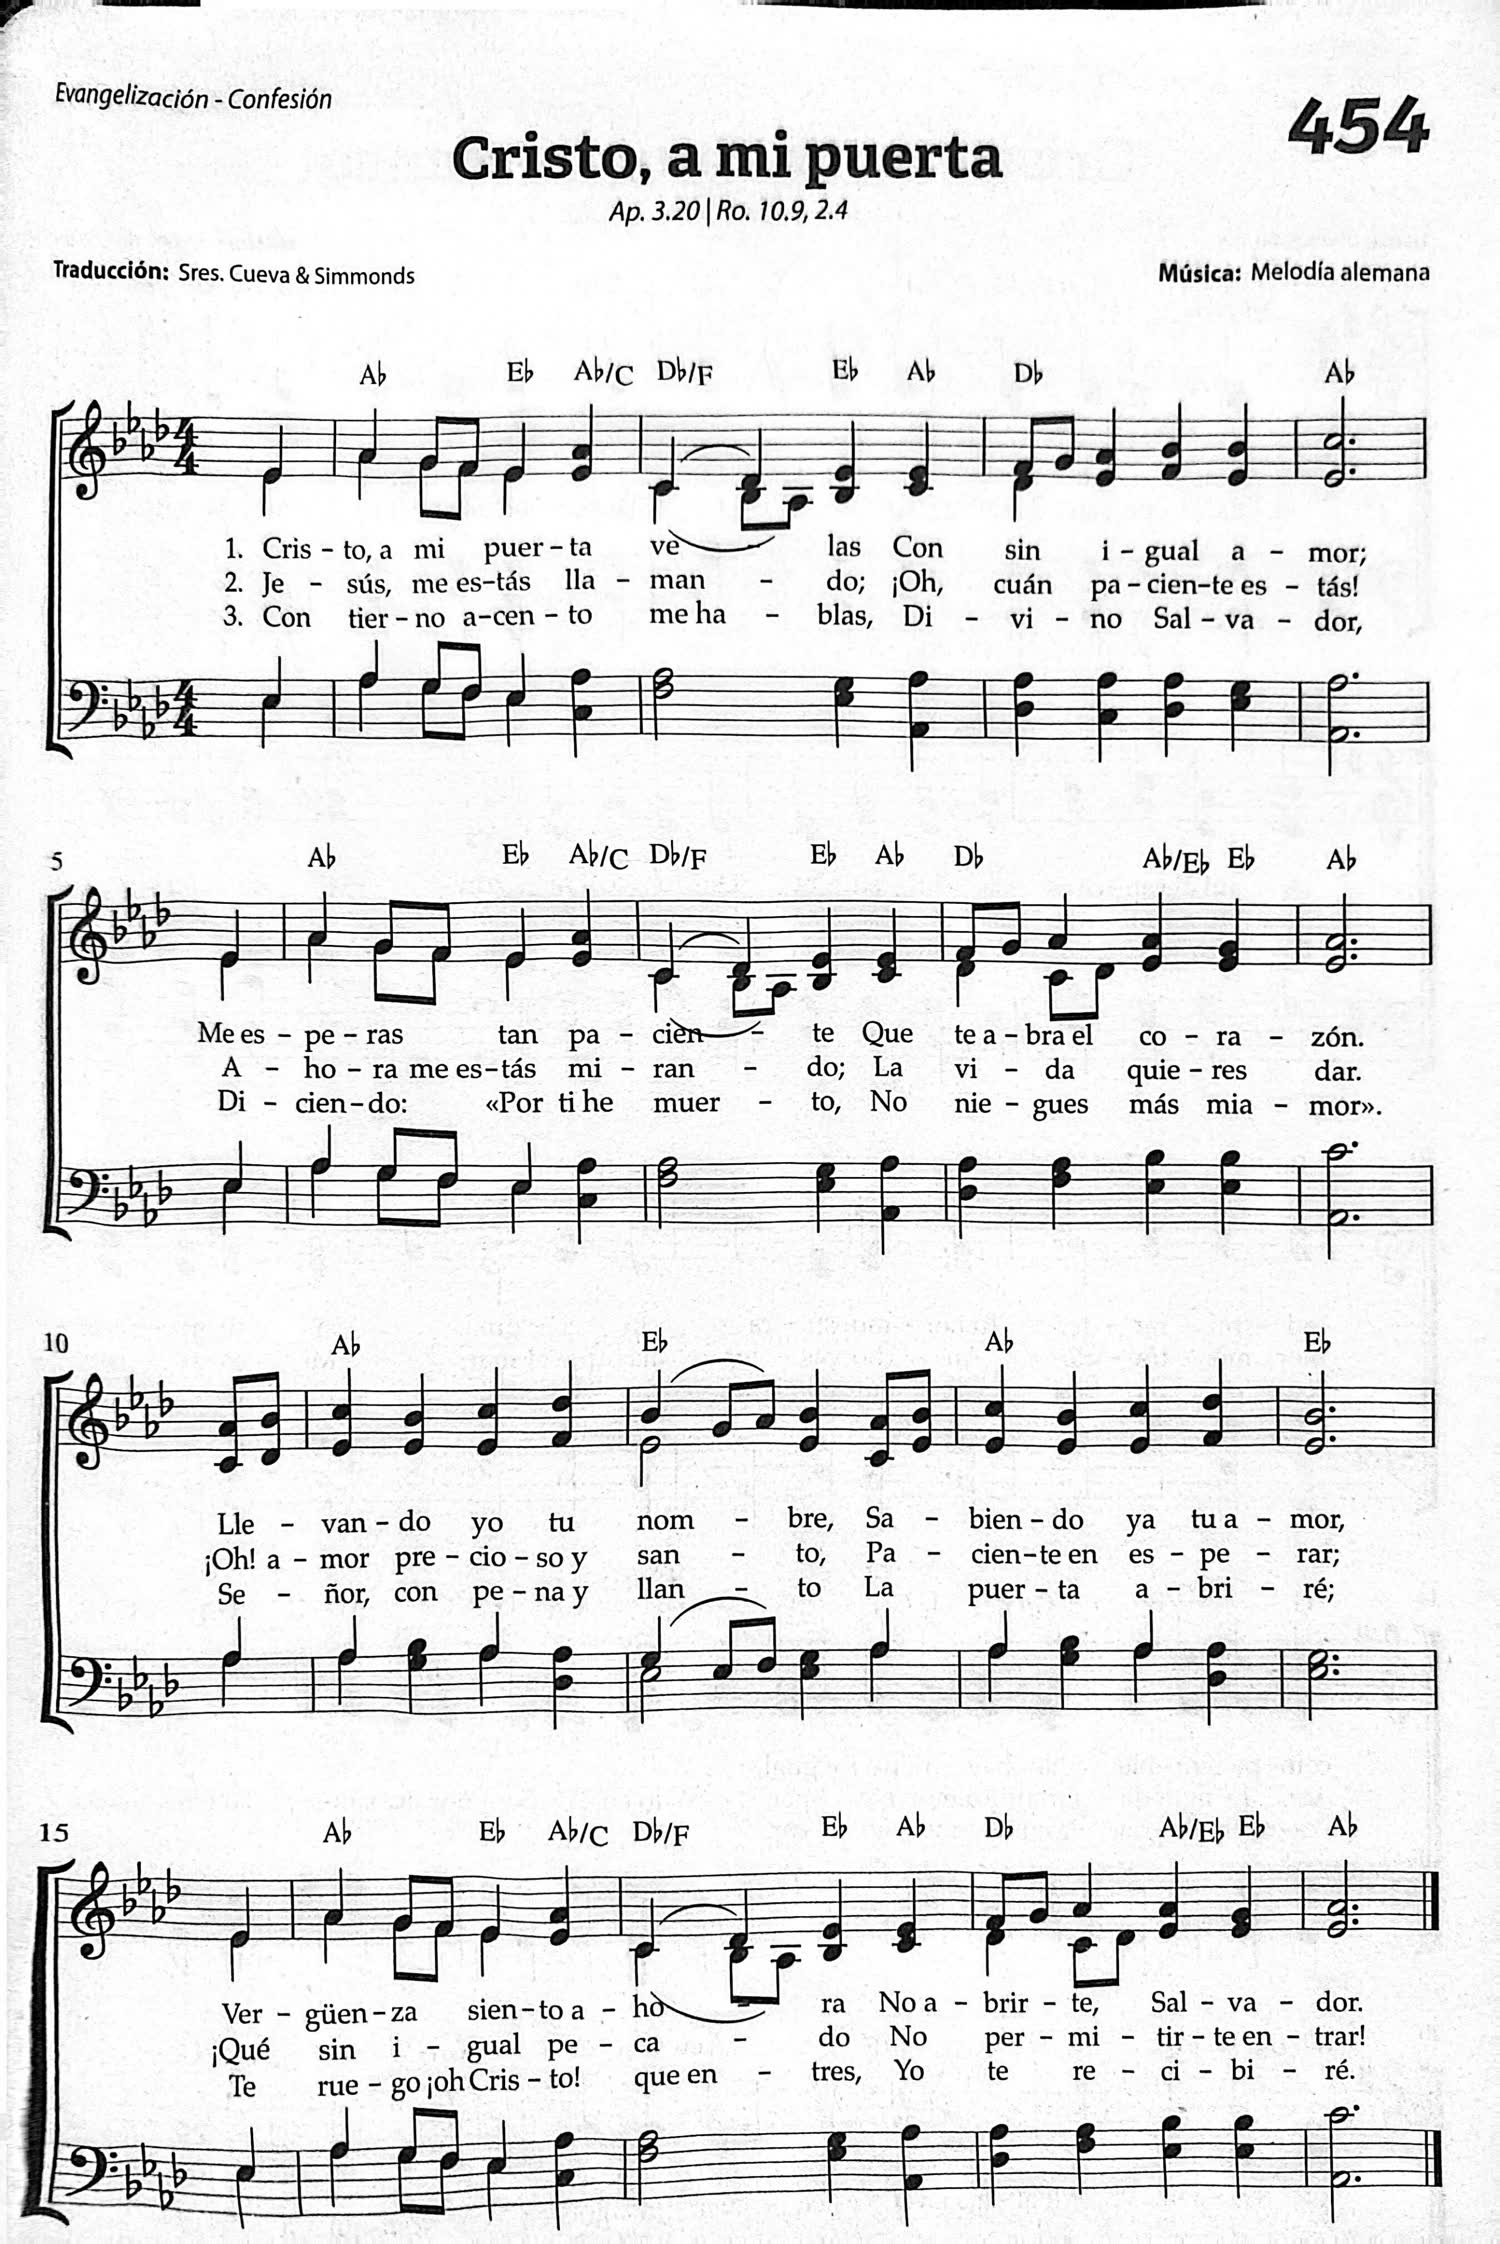 Evangelización - Confesión
454
Cristo, a mi puerta
Ap. 3.20 | Ro. 10.9, 2.4
Traducción: Sres. Cueva & Simmonds Música: Melodía alemana
A♭ E♭ A♭/C D♭/F E♭ A♭ D♭ A♭
1. Cris – to, a mi puer – ta ve - las Con sin i – gual a – mor;
2. Je – sús, me es–tás lla – man – do; ¡Oh, cuán pa – cien – te es – tás!
3. Con tier – no a–cen – to me ha – blas, Di – vi – no Sal – va – dor,
5 A♭ E♭ A♭/C D♭/F E♭ A♭ D♭ A♭/E♭ E♭ A♭
Me es – pe – ras tan pa – cien – te Que te a – bra el co – ra – zón.
A – ho – ra me es–tás mi – ran – do; La vi – da quie – res dar.
Di – cien – do: «Por ti he muer – to, No nie – gues más mi a – mor».
10 A♭ E♭ A♭ E♭
Lle – van – do yo tu nom – bre, Sa – bien – do ya tu a – mor,
¡Oh! a – mor pre – cio – so y san – to, Pa – cien–te en es – pe – rar;
Se – ñor, con pe – na y llan – to La puer – ta a – bri – ré;
15 A♭ E♭ A♭/C D♭/F E♭ A♭ D♭ A♭/E♭ E♭ A♭
Ver – güen – za sien–to a – ho – ra No a – brir – te, Sal – va – dor.
¡Qué sin i – gual pe – ca – do No per – mi – tir – te en – trar!
Te rue – go ¡oh Cris – to! que en – tres, Yo te re – ci – bi – ré.